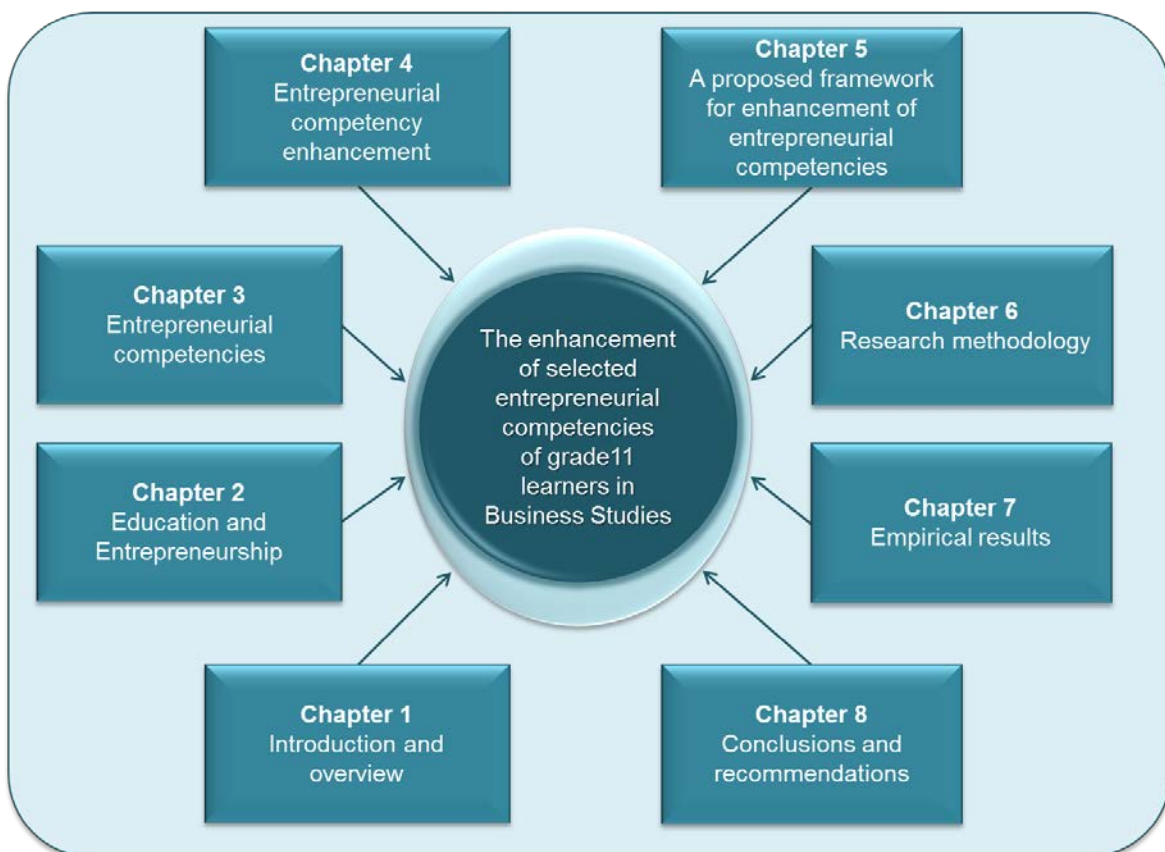 Chapter 4
Entrepreneurial
competency
enhancement
Chapter 5
A proposed framework
for enhancement of
entrepreneurial
competencies
Chapter 3
Entrepreneurial
competencies
The enhancement
of selected
entrepreneurial
competencies
of grade11
learners in
Business Studies
Chapter 6
Research methodology
Chapter 2
Education and
Entrepreneurship
Chapter 7
Empirical results
Chapter 1
Introduction and
overview
Chapter 8
Conclusions and
recommendations